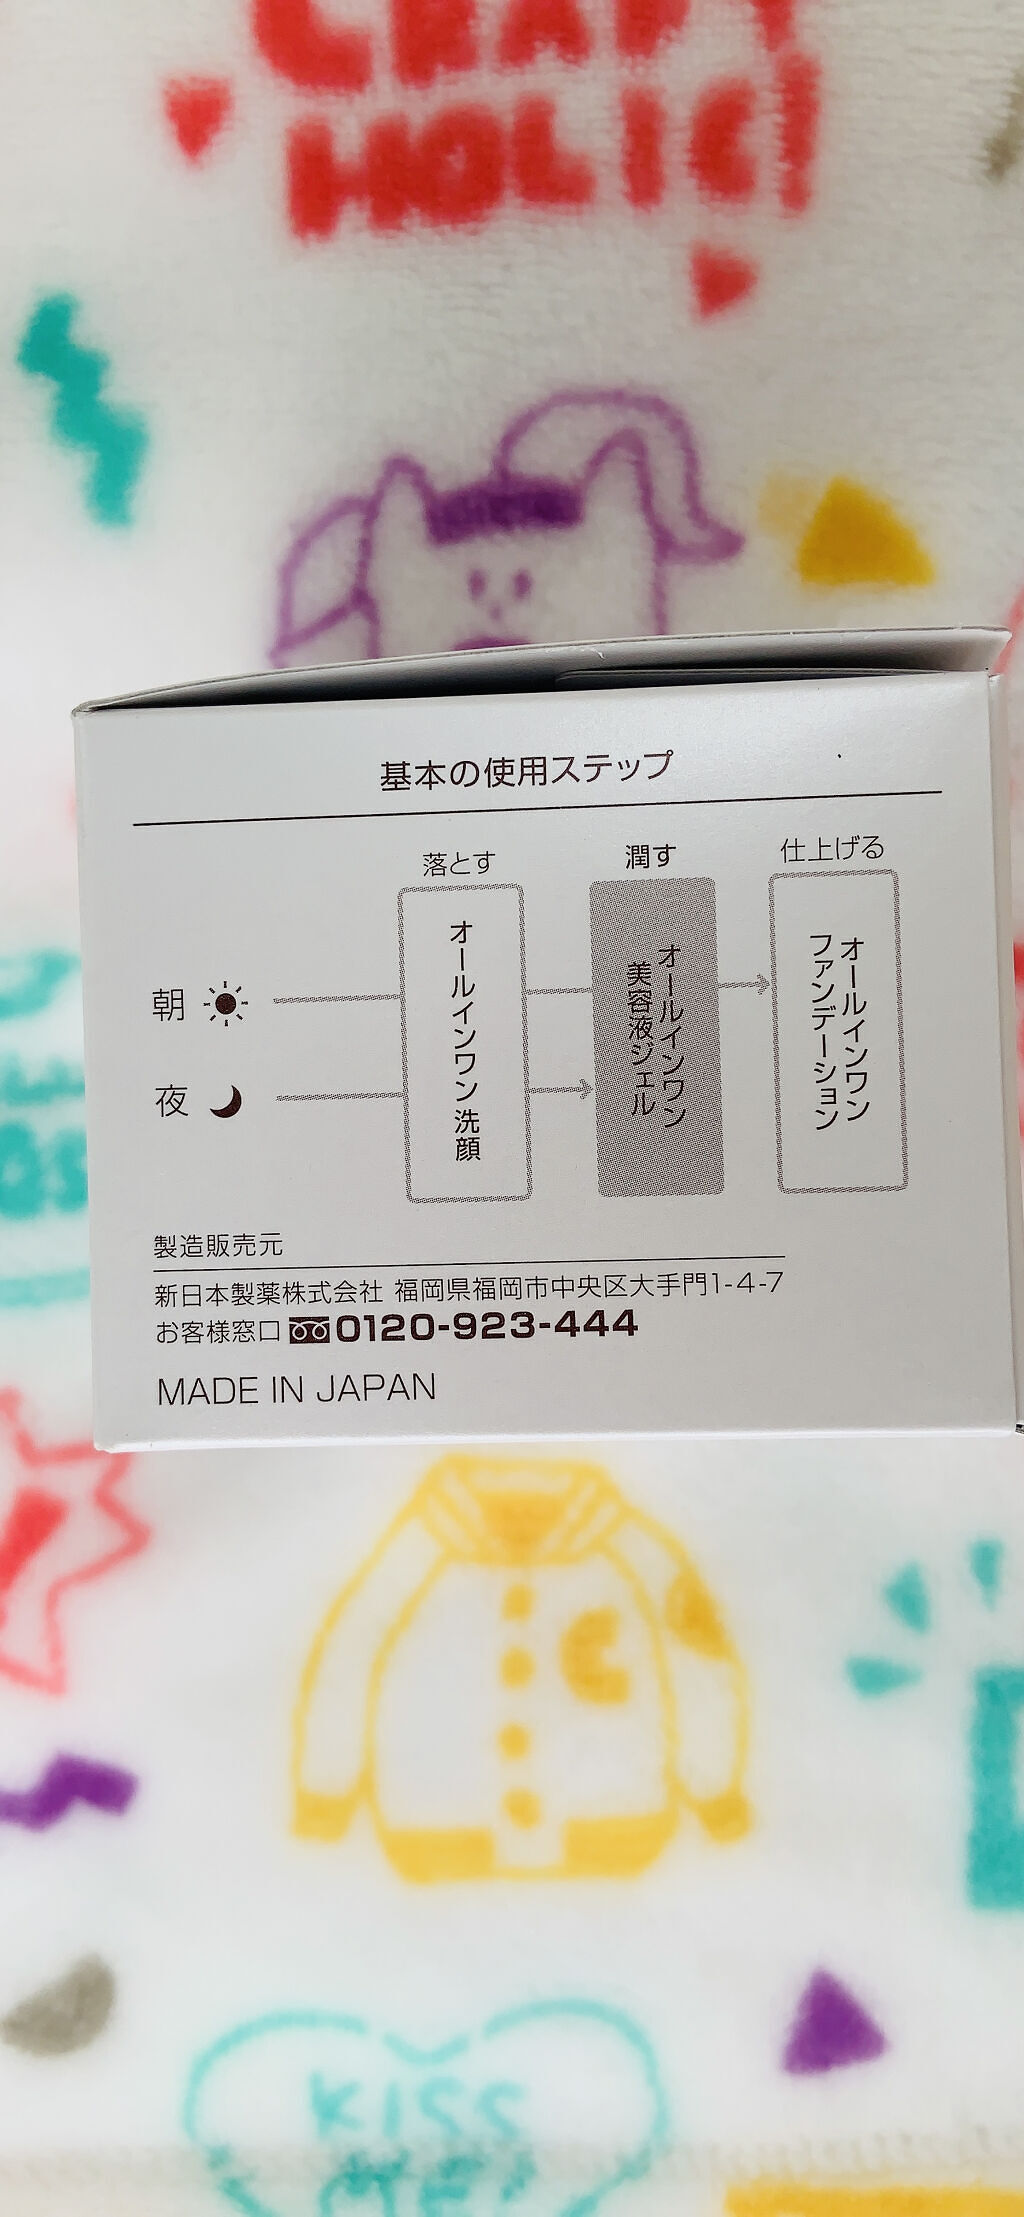 HOLIC!
基本の使用ステップ
落とす
潤す
仕上げる
朝
夜
オールインワン 洗顔
オールインワン
美容液ジェル
オールインワン
ファンデーション
製造販売元
新日本製薬株式会社 福岡県福岡市中央区大手門1-4-7
お客様窓口 0120-923-444
MADE IN JAPAN
KISS
ME!